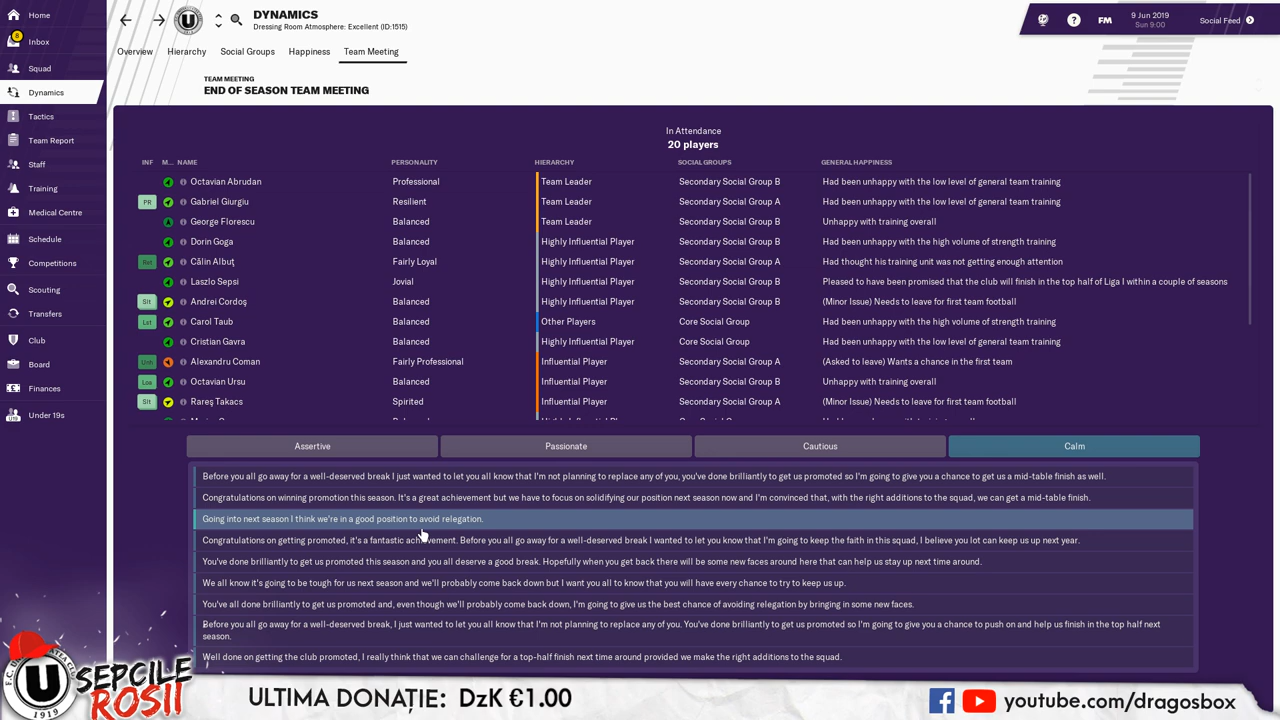 Home
8
Inbox
Squad
Dynamics
Tactics
Team Report
Staff
Training
Medical Centre
Schedule
Competitions
Scouting
Transfers
Club
Board
Finances
Under 19s
U
DYNAMICS
Dressing Room Atmosphere: Excellent (ID:1515)
?
FM
9 Jun 2019
Sun 9:00
Social Feed
Overview Hierarchy Social Groups Happiness Team Meeting
TEAM MEETING
END OF SEASON TEAM MEETING
In Attendance
20 players
INF M... NAME PERSONALITY HIERARCHY SOCIAL GROUPS GENERAL HAPPINESS
Octavian Abrudan Professional Team Leader Secondary Social Group B Had been unhappy with the low level of general team training
PR Gabriel Giurgiu Resilient Team Leader Secondary Social Group A Had been unhappy with the low level of general team training
George Florescu Balanced Team Leader Secondary Social Group B Unhappy with training overall
Dorin Goga Balanced Highly Influential Player Secondary Social Group B Had been unhappy with the high volume of strength training
Rst Călin Albuț Fairly Loyal Highly Influential Player Secondary Social Group A Had thought his training unit was not getting enough attention
Laszlo Sepsi Jovial Highly Influential Player Secondary Social Group B Pleased to have been promised that the club will finish in the top half of Liga I within a couple of seasons
Slt Andrei Cordoș Balanced Highly Influential Player Secondary Social Group B (Minor Issue) Needs to leave for first team football
Lst Carol Taub Balanced Other Players Core Social Group Had been unhappy with the high volume of strength training
Cristian Gavra Balanced Highly Influential Player Core Social Group Had been unhappy with the low level of general team training
Unh Alexandru Coman Fairly Professional Influential Player Secondary Social Group A (Asked to leave) Wants a chance in the first team
Loa Octavian Ursu Balanced Influential Player Secondary Social Group B Unhappy with training overall
Slt Rareș Takacs Spirited Influential Player Secondary Social Group A (Minor Issue) Needs to leave for first team football
Assertive Passionate Cautious Calm
Before you all go away for a well-deserved break I just wanted to let you all know that I'm not planning to replace any of you, you've done brilliantly to get us promoted so I'm going to give you a chance to get us a mid-table finish as well.
Congratulations on winning promotion this season. It's a great achievement but we have to focus on solidifying our position next season now and I'm convinced that, with the right additions to the squad, we can get a mid-table finish.
Going into next season I think we're in a good position to avoid relegation.
Congratulations on getting promoted, it's a fantastic achievement. Before you all go away for a well-deserved break I wanted to let you know that I'm going to keep the faith in this squad, I believe you lot can keep us up next year.
You've done brilliantly to get us promoted this season and you all deserve a good break. Hopefully when you get back there will be some new faces around here that can help us stay up next time around.
We all know it's going to be tough for us next season and we'll probably come back down but I want you all to know that you will have every chance to try to keep us up.
You've all done brilliantly to get us promoted and, even though we'll probably come back down, I'm going to give us the best chance of avoiding relegation by bringing in some new faces.
Before you all go away for a well-deserved break, I just wanted to let you all know that I'm not planning to replace any of you. You've done brilliantly to get us promoted so I'm going to give you a chance to push on and help us finish in the top half next
season.
Well done on getting the club promoted, I really think that we can challenge for a top-half finish next time around provided we make the right additions to the squad.
U
1919
SEPCILE
ROSII
ULTIMA DONAȚIE: DzK €1.00
youtube.com/dragosbox